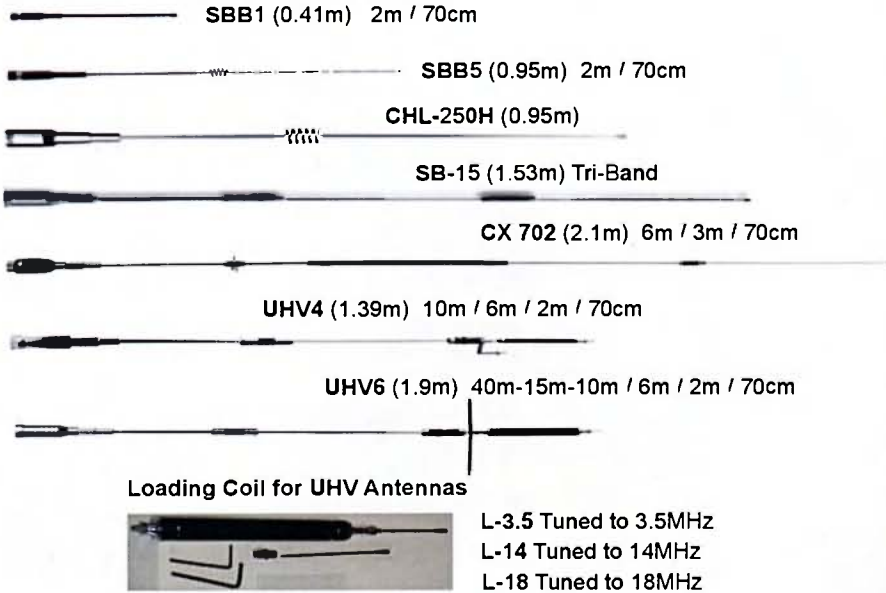 SBB1 (0.41m) 2m / 70cm
SBB5 (0.95m) 2m / 70cm
CHL-250H (0.95m)
SB-15 (1.53m) Tri-Band
CX 702 (2.1m) 6m / 3m / 70cm
UHV4 (1.39m) 10m / 6m / 2m / 70cm
UHV6 (1.9m) 40m-15m-10m / 6m / 2m / 70cm
Loading Coil for UHV Antennas
L-3.5 Tuned to 3.5MHz
L-14 Tuned to 14MHz
L-18 Tuned to 18MHz